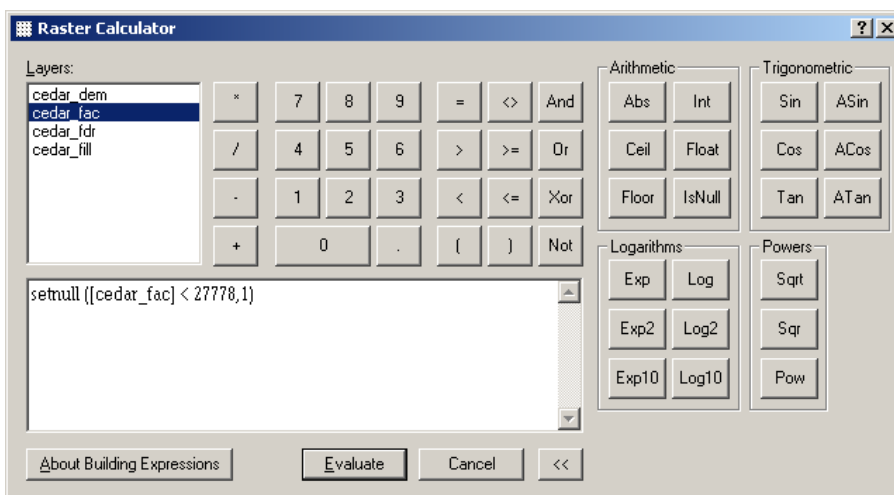 Raster Calculator
? X
Layers:
cedar_dem
cedar_fac
cedar_fdr
cedar_fill
* 7 8 9 = <> And
/ 4 5 6 > >= Or
- 1 2 3 < <= Xor
+ 0 . ( ) Not
Arithmetic
Abs Int
Ceil Float
Floor IsNull
Trigonometric
Sin ASin
Cos ACos
Tan ATan
Logarithms
Exp Log
Exp2 Log2
Exp10 Log10
Powers
Sqrt
Sqr
Pow
setnull ([cedar_fac] < 27778,1)
About Building Expressions Evaluate Cancel <<